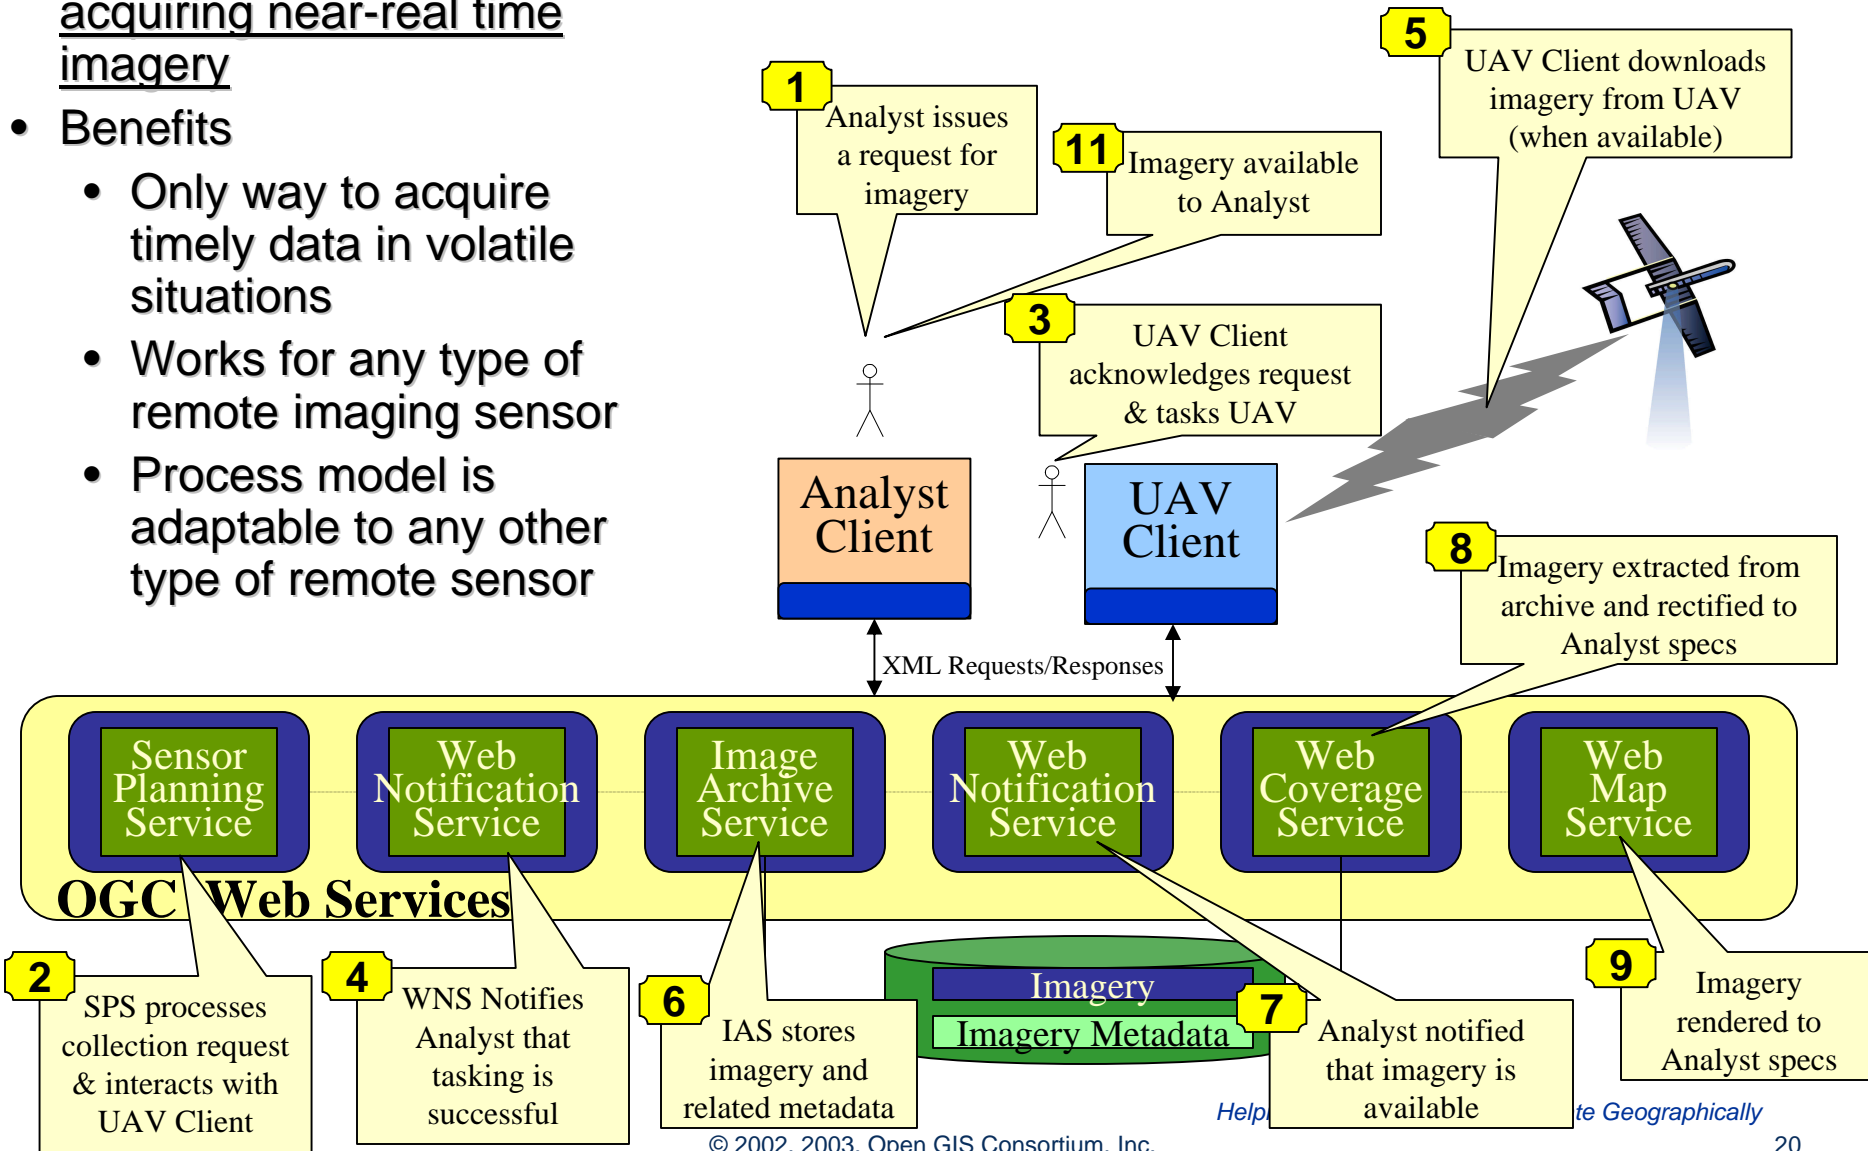 acquiring near-real time
imagery
• Benefits
• Only way to acquire
timely data in volatile
situations
• Works for any type of
remote imaging sensor
• Process model is
adaptable to any other
type of remote sensor
1
Analyst issues
a request for
imagery
11
Imagery available
to Analyst
5
UAV Client downloads
imagery from UAV
(when available)
3
UAV Client
acknowledges request
& tasks UAV
Analyst
Client
UAV
Client
8
Imagery extracted from
archive and rectified to
Analyst specs
XML Requests/Responses
Sensor
Planning
Service
Web
Notification
Service
Image
Archive
Service
Web
Notification
Service
Web
Coverage
Service
Web
Map
Service
OGC Web Services
2
SPS processes
collection request
& interacts with
UAV Client
4
WNS Notifies
Analyst that
tasking is
successful
6
IAS stores
imagery and
related metadata
Imagery
Imagery Metadata
7
Analyst notified
that imagery is
available
9
Imagery
rendered to
Analyst specs
Geographically
© 2002, 2003, Open GIS Consortium, Inc.
20